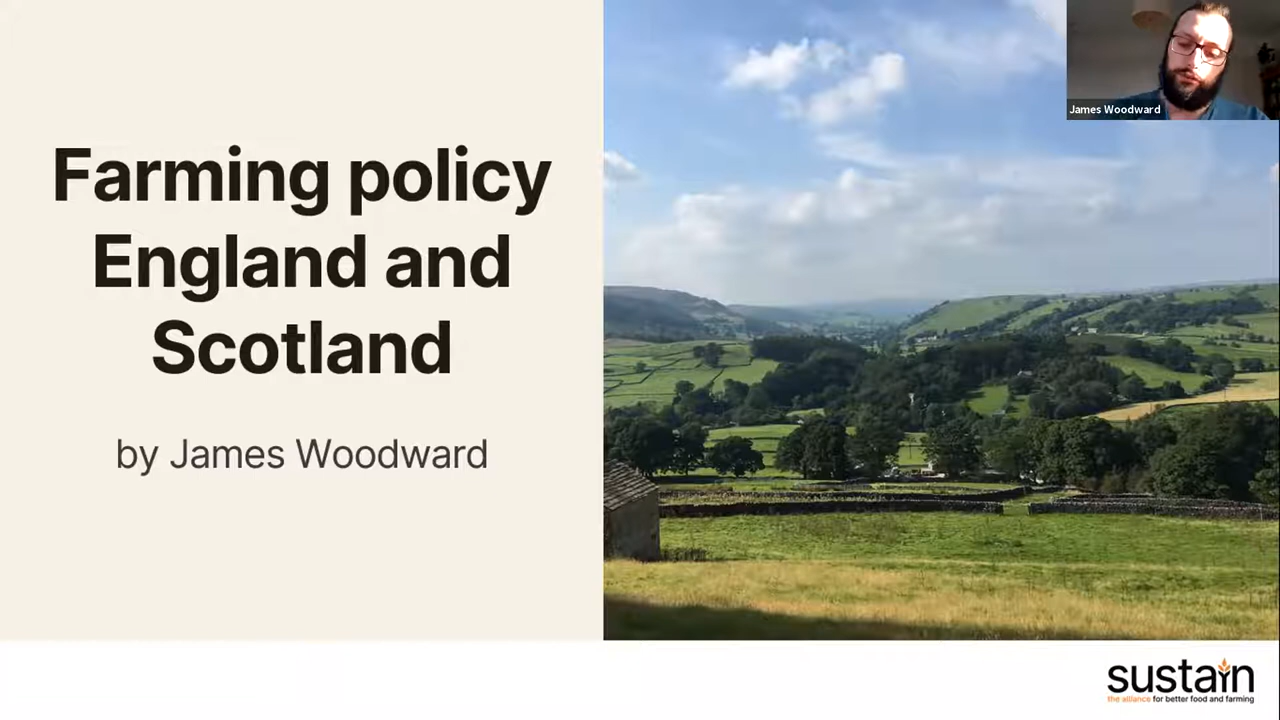 Farming policy
England and
Scotland
by James Woodward
James Woodward
sustain
the alliance for better food and farming